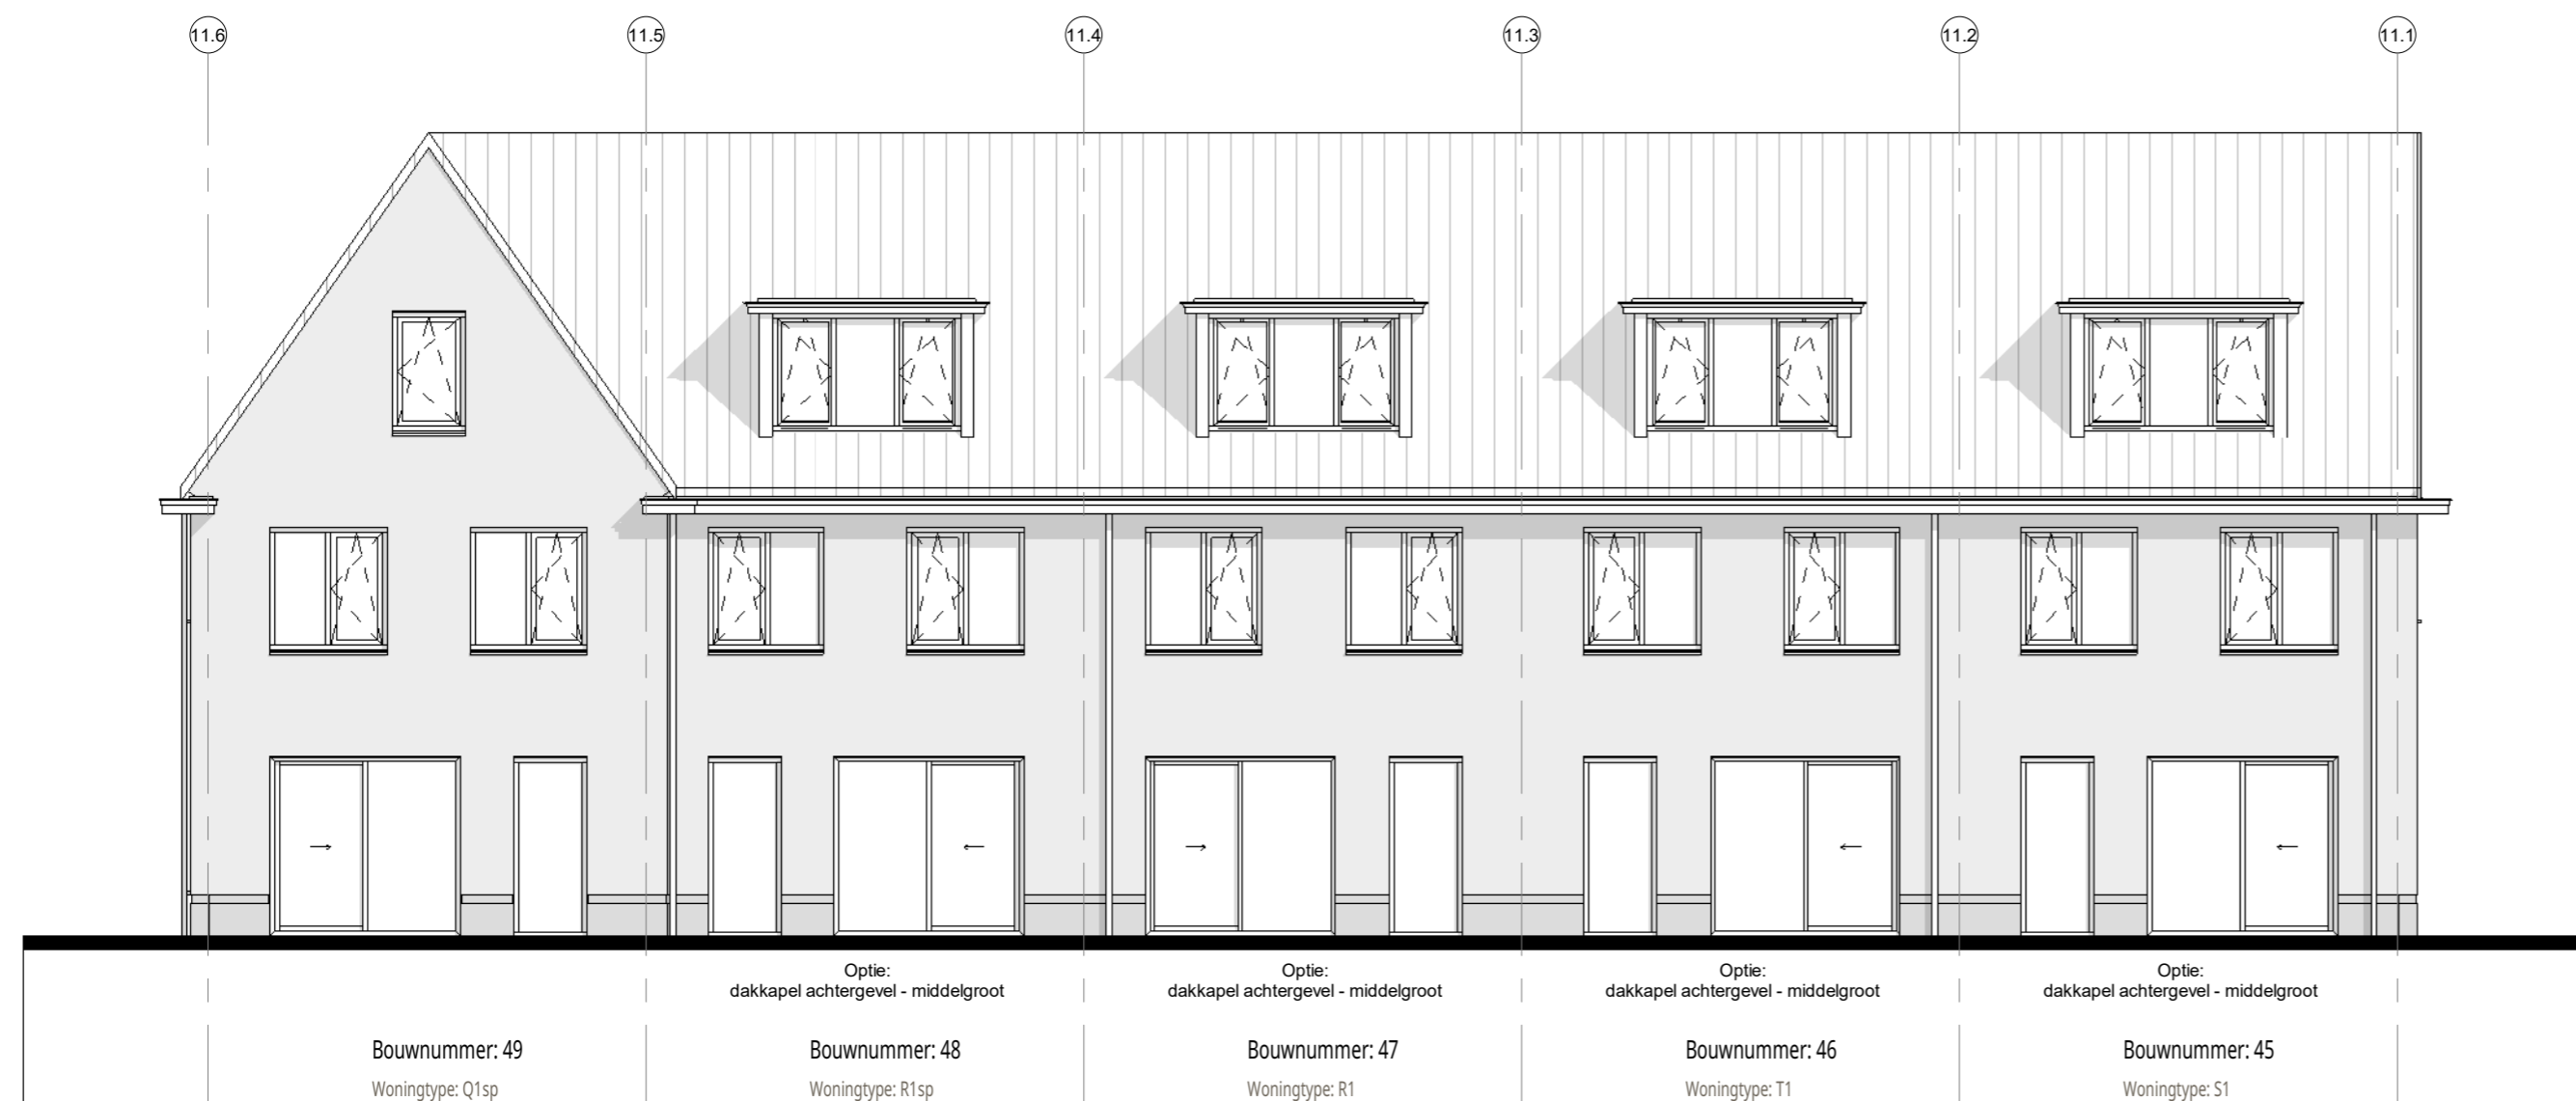 11.6 11.5 11.4 11.3 11.2 11.1
Optie: Optie: Optie: Optie:
dakkapel achtergevel - middelgroot dakkapel achtergevel - middelgroot dakkapel achtergevel - middelgroot dakkapel achtergevel - middelgroot
Bouwnummer: 49 Bouwnummer: 48 Bouwnummer: 47 Bouwnummer: 46 Bouwnummer: 45
Woningtype: Q1sp Woningtype: R1sp Woningtype: R1 Woningtype: T1 Woningtype: S1